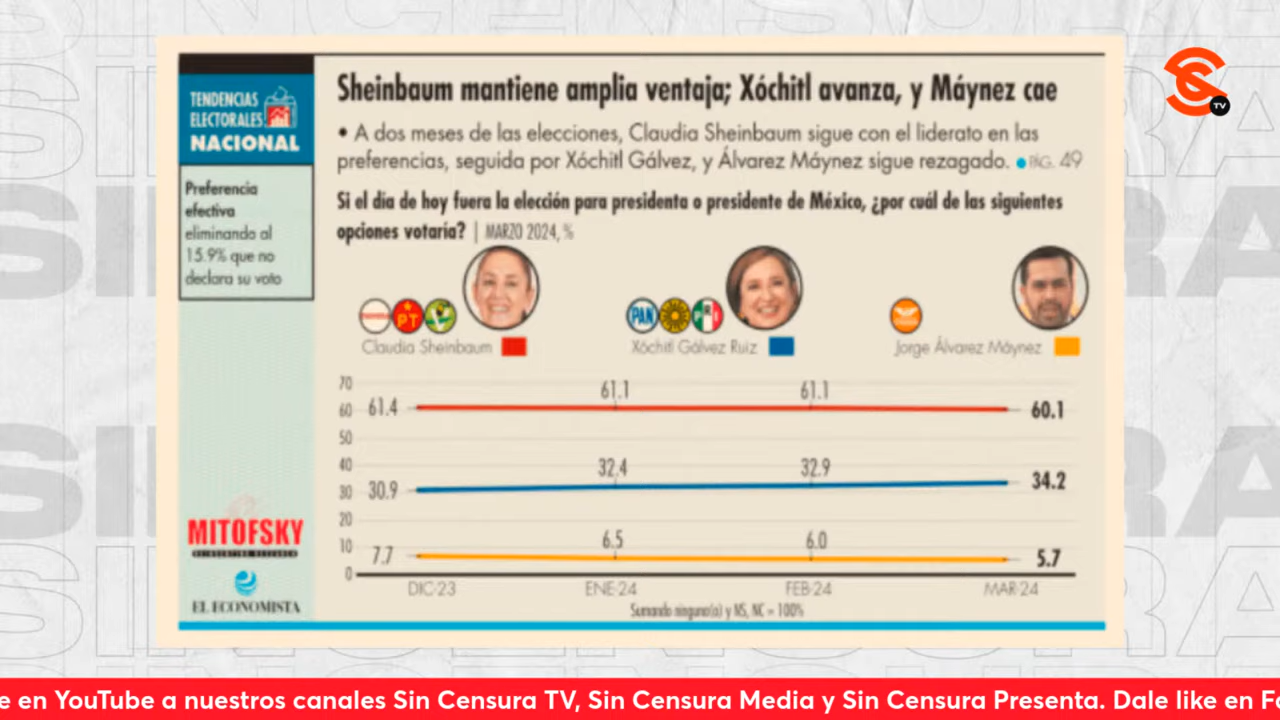 TV
TENDENCIAS
ELECTORALES
NACIONAL
Preferencia
efectiva
eliminando al
15.9% que no
declara su voto
MITOFSKY
EL ECONOMISTA
Sheinbaum mantiene amplia ventaja; Xóchitl avanza, y Máynez cae
• A dos meses de las elecciones, Claudia Sheinbaum sigue con el liderato en las
preferencias, seguida por Xóchitl Gálvez, y Álvarez Máynez sigue rezagado. ● PÁG. 49
Si el día de hoy fuera la elección para presidenta o presidente de México, ¿por cuál de las siguientes
opciones votaría? | MARZO 2024, %
PT PAN PRI
Claudia Sheinbaum Xóchitl Gálvez Ruiz Jorge Álvarez Máynez
70
60
50
40
30
20
10
0
61.4 61.1 61.1 60.1
30.9 32.4 32.9 34.2
7.7 6.5 6.0 5.7
DIC-23 ENE-24 FEB-24 MAR-24
Sumando ninguno(a) y NS, NC = 100%
e en YouTube a nuestros canales Sin Censura TV, Sin Censura Media y Sin Censura Presenta. Dale like en F